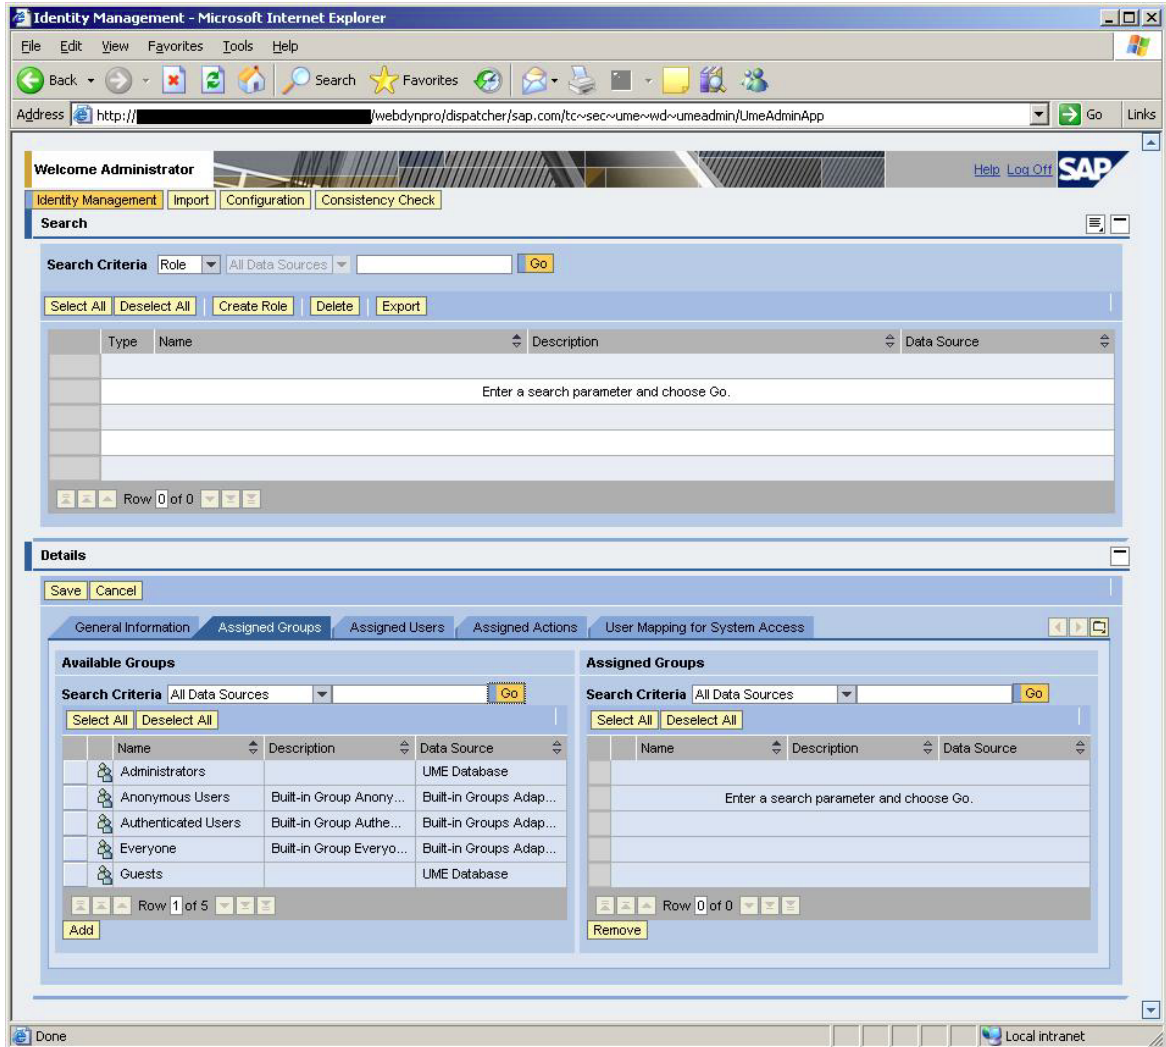 Identity Management - Microsoft Internet Explorer
File Edit View Favorites Tools Help
Back Search Favorites
Address http:// /webdynpro/dispatcher/sap.com/tc~sec~ume~wd~umeadmin/UmeAdminApp Go Links
Welcome Administrator Help Log Off SAP
Identity Management Import Configuration Consistency Check
Search
Search Criteria Role All Data Sources Go
Select All Deselect All Create Role Delete Export
Type Name Description Data Source
Enter a search parameter and choose Go.
Row 0 of 0
Details
Save Cancel
General Information Assigned Groups Assigned Users Assigned Actions User Mapping for System Access
Available Groups Assigned Groups
Search Criteria All Data Sources Go Search Criteria All Data Sources Go
Select All Deselect All Select All Deselect All
Name Description Data Source Name Description Data Source
Administrators UME Database
Anonymous Users Built-in Group Anony... Built-in Groups Adap... Enter a search parameter and choose Go.
Authenticated Users Built-in Group Authe... Built-in Groups Adap...
Everyone Built-in Group Everyo... Built-in Groups Adap...
Guests UME Database
Row 1 of 5 Row 0 of 0
Add Remove
Done Local intranet